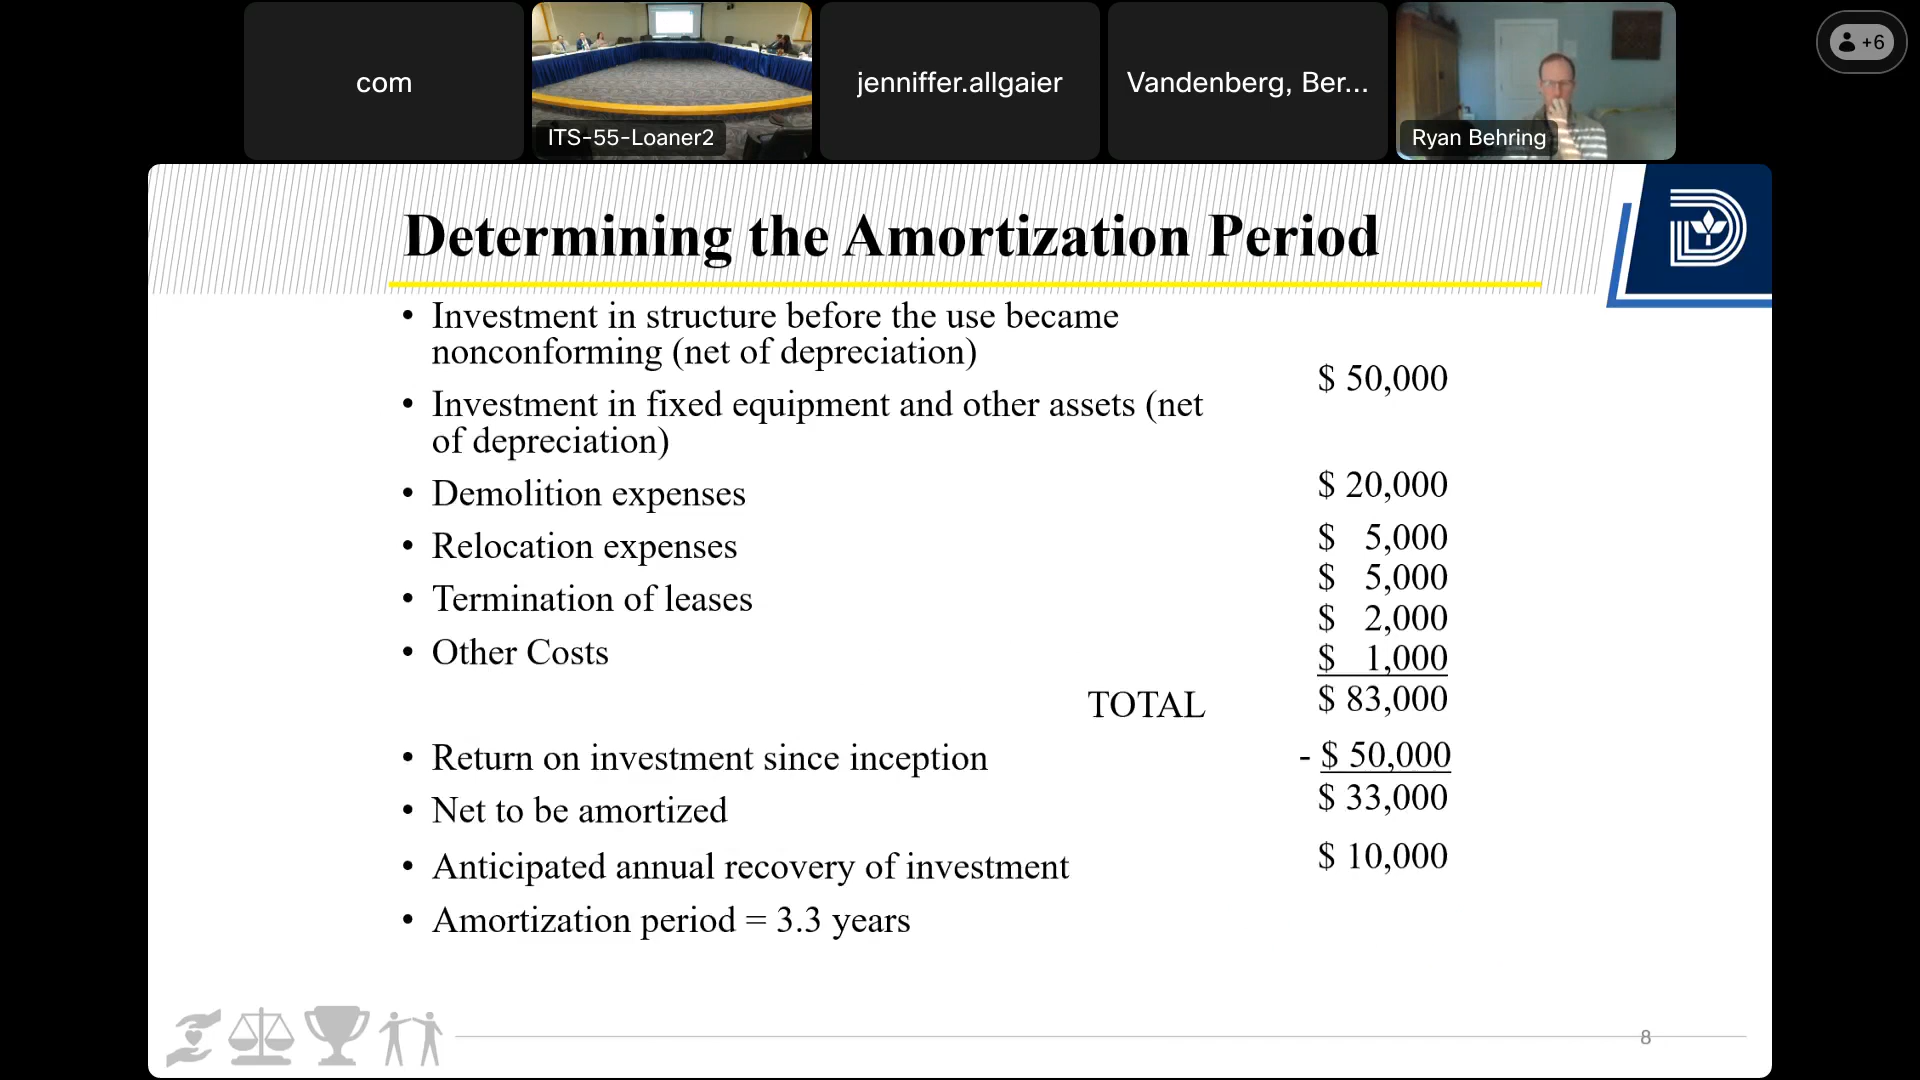 com
ITS-55-Loaner2
jenniffer.allgaier
Vandenberg, Ber...
Ryan Behring
+6
Determining the Amortization Period
• Investment in structure before the use became
nonconforming (net of depreciation)
$ 50,000
• Investment in fixed equipment and other assets (net
of depreciation)
$ 20,000
• Demolition expenses
$ 5,000
• Relocation expenses
$ 5,000
• Termination of leases
$ 2,000
• Other Costs
$ 1,000
TOTAL $ 83,000
• Return on investment since inception - $ 50,000
• Net to be amortized $ 33,000
• Anticipated annual recovery of investment $ 10,000
• Amortization period = 3.3 years
8